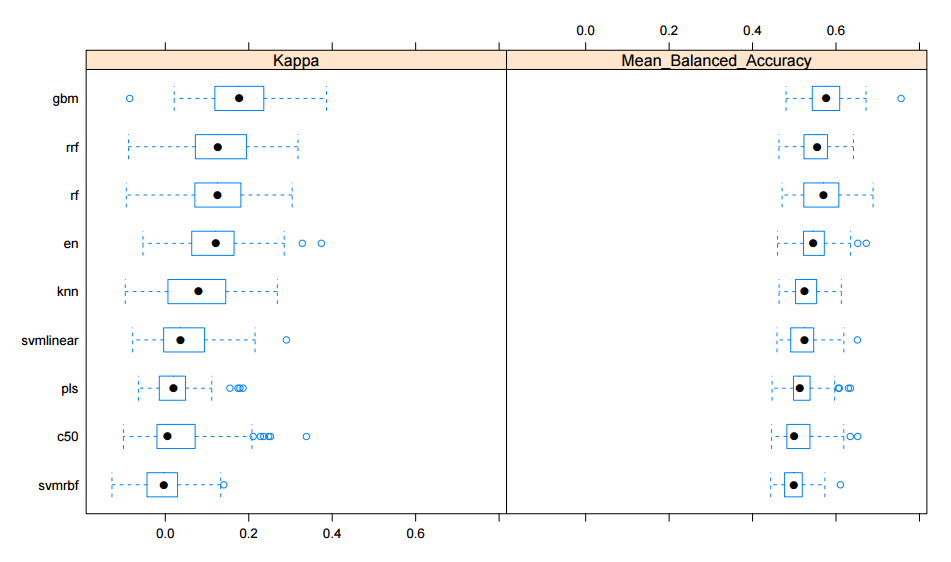 0.0 0.2 0.4 0.6
Kappa Mean_Balanced_Accuracy
gbm
rrf
rf
en
knn
svmlinear
pls
c50
svmrbf
0.0 0.2 0.4 0.6